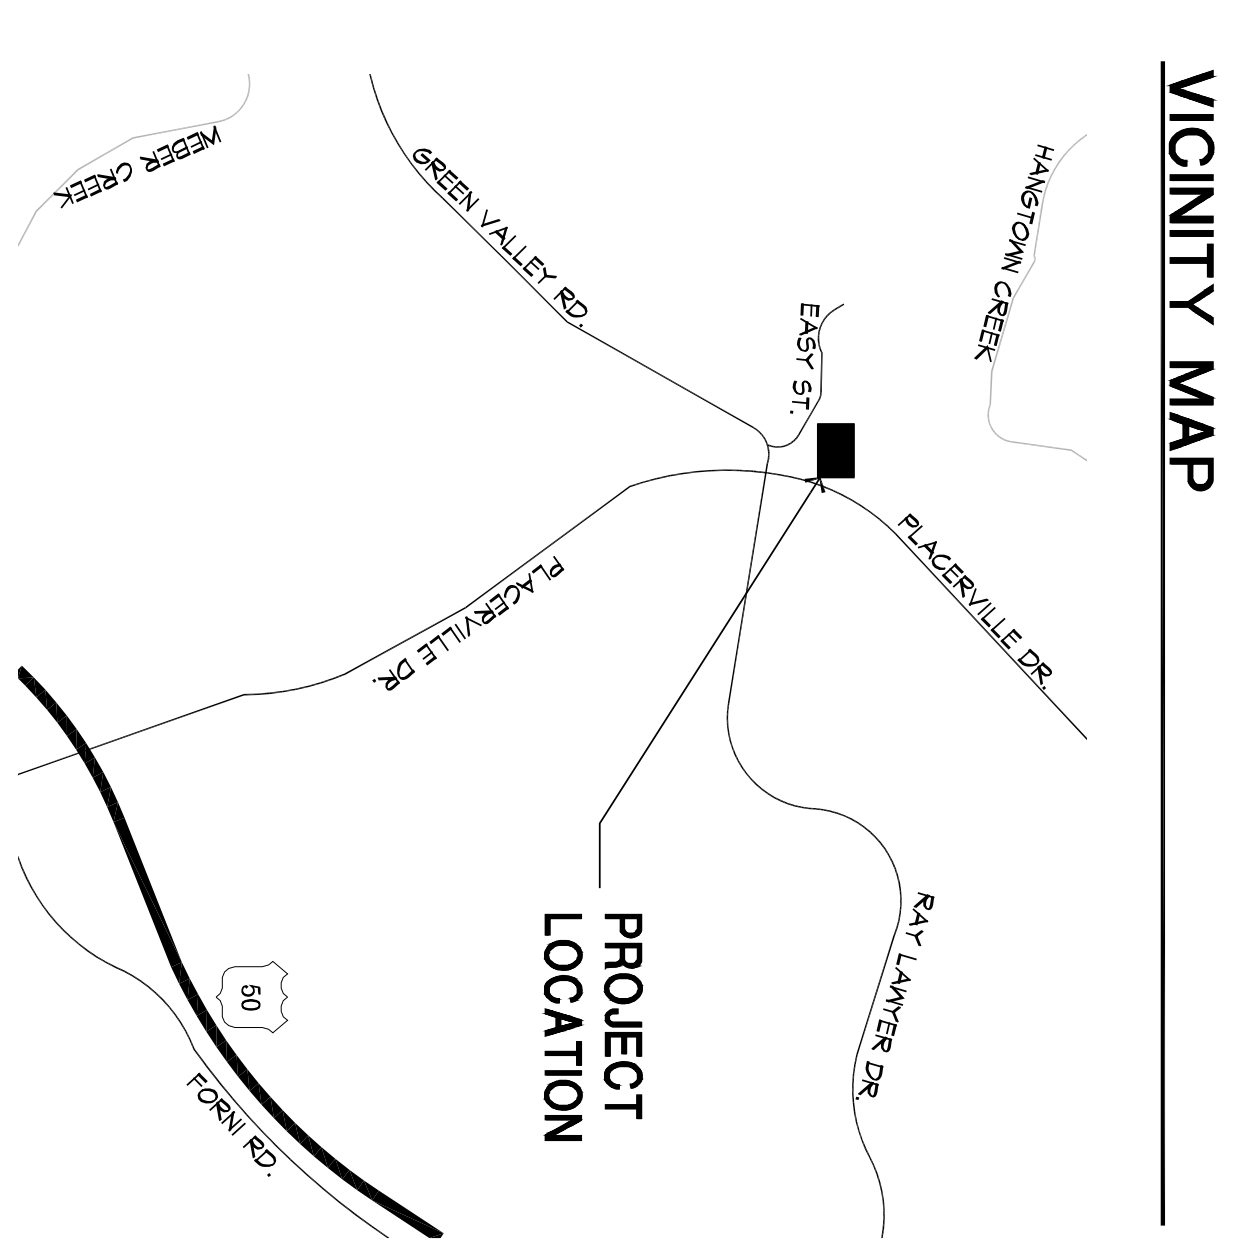 VICINITY MAP
HANGTOWN CREEK
EASY ST.
PLACERVILLE DR.
RAY LAWYER DR.
GREEN VALLEY RD.
PROJECT
LOCATION
PLACERVILLE DR.
WEBER CREEK
50
FORNI RD.